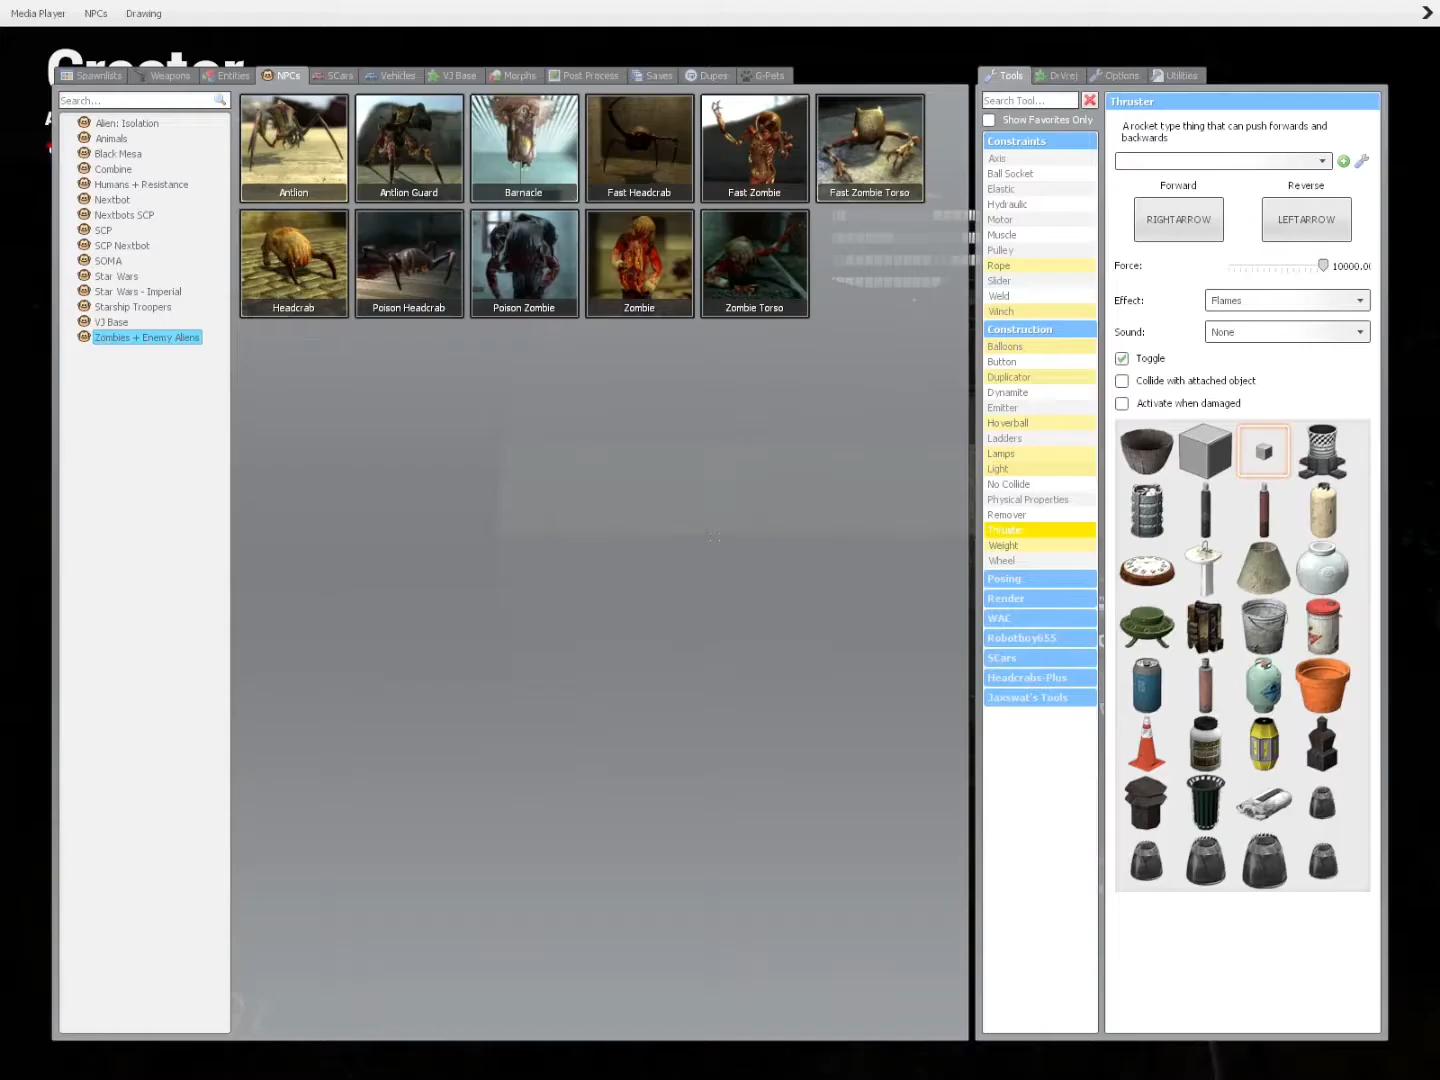 Media Player NPCs Drawing
Creator
Spawnlists Weapons Entities NPCs SCars Vehicles VJ Base Morphs Post Process Saves Dupes G-Pets
Search...
Alien: Isolation
Animals
Black Mesa
Combine
Humans + Resistance
Nextbot
Nextbots SCP
SCP
SCP Nextbot
SOMA
Star Wars
Star Wars - Imperial
Starship Troopers
VJ Base
Zombies + Enemy Aliens
Antlion Antlion Guard Barnacle Fast Headcrab Fast Zombie Fast Zombie Torso
Headcrab Poison Headcrab Poison Zombie Zombie Zombie Torso
Tools DrVrej Options Utilities
Search Tool...
Show Favorites Only
Constraints
Axis
Ball Socket
Elastic
Hydraulic
Motor
Muscle
Pulley
Rope
Slider
Weld
Winch
Construction
Balloons
Button
Duplicator
Dynamite
Emitter
Hoverball
Ladders
Lamps
Light
No Collide
Physical Properties
Remover
Thruster
Weight
Wheel
Posing
Render
WAC
Robotboy655
SCars
Headcrabs-Plus
Jaxswat's Tools
Thruster
A rocket type thing that can push forwards and
backwards
Forward Reverse
RIGHTARROW LEFTARROW
Force: 10000.0
Effect: Flames
Sound: None
Toggle
Collide with attached object
Activate when damaged